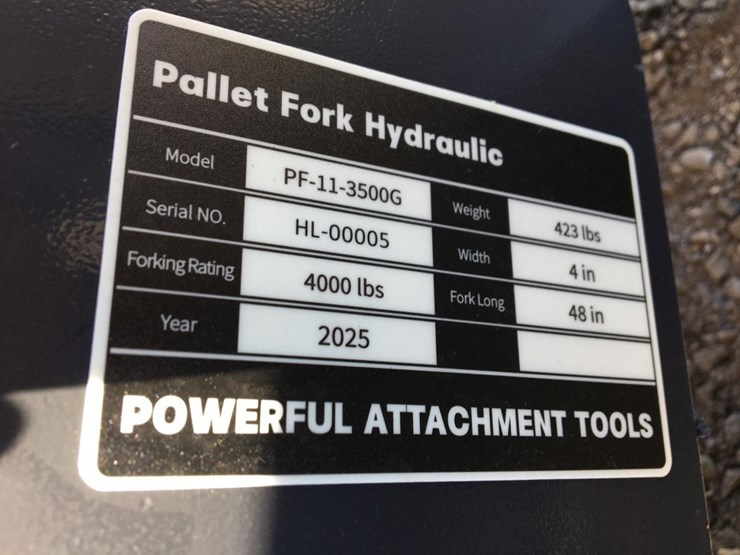 Pallet Fork Hydraulic
Model PF-11-3500G Weight 423 lbs
Serial NO. HL-00005 Width 4 in
Forking Rating 4000 lbs Fork Long 48 in
Year 2025
POWERFUL ATTACHMENT TOOLS